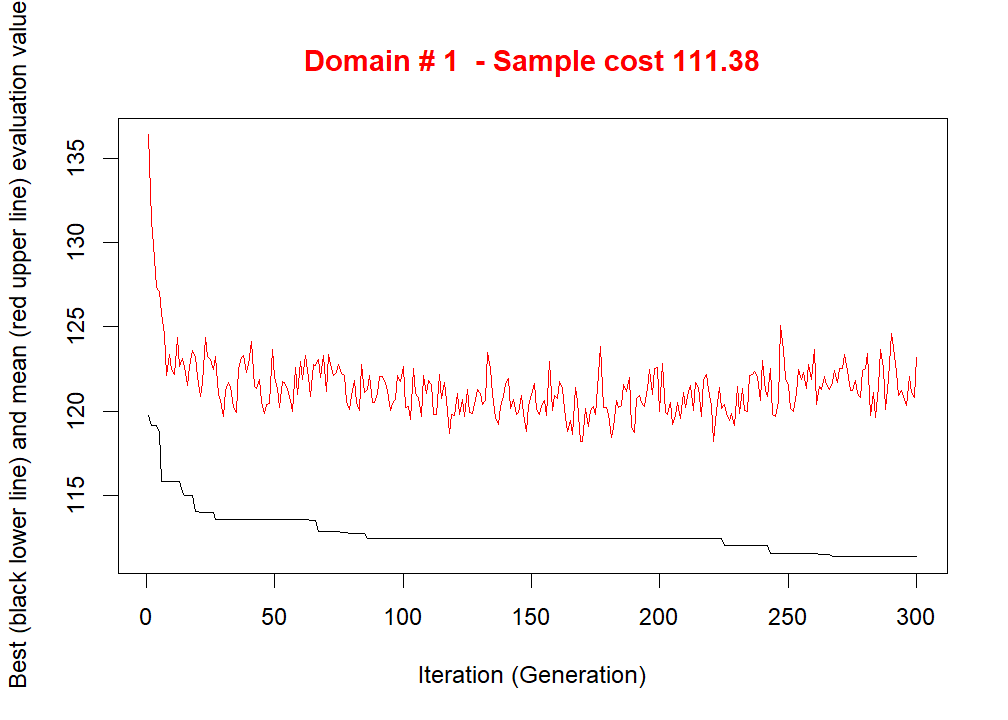 Domain # 1  - Sample cost 111.38
Best (black lower line) and mean (red upper line) evaluation value
135
130
125
120
115
0 50 100 150 200 250 300
Iteration (Generation)